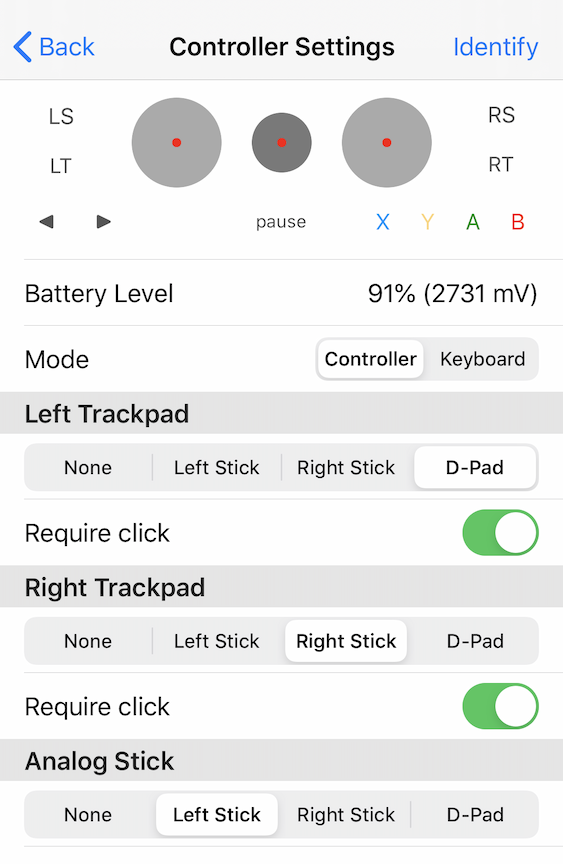 Back Controller Settings Identify
LS RS
LT RT
pause X Y A B
Battery Level 91% (2731 mV)
Mode Controller Keyboard
Left Trackpad
None Left Stick Right Stick D-Pad
Require click
Right Trackpad
None Left Stick Right Stick D-Pad
Require click
Analog Stick
None Left Stick Right Stick D-Pad